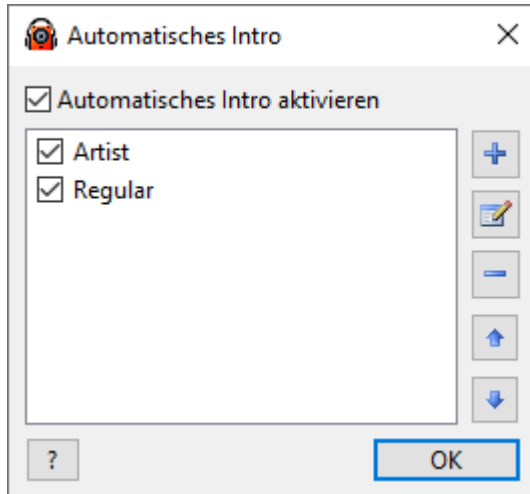 Automatisches Intro
Automatisches Intro aktivieren
Artist
Regular
?
OK